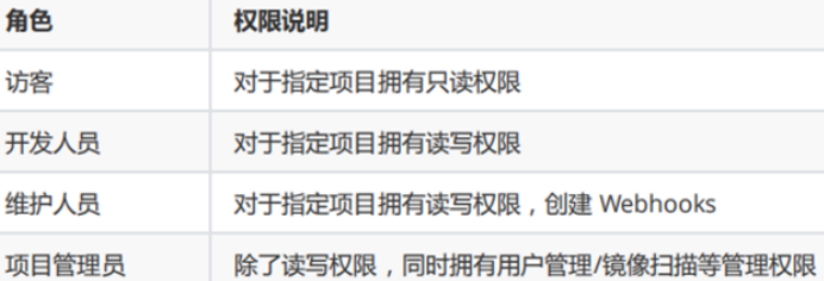 角色 权限说明
访客 对于指定项目拥有只读权限
开发人员 对于指定项目拥有读写权限
维护人员 对于指定项目拥有读写权限，创建 Webhooks
项目管理员 除了读写权限，同时拥有用户管理/镜像扫描等管理权限